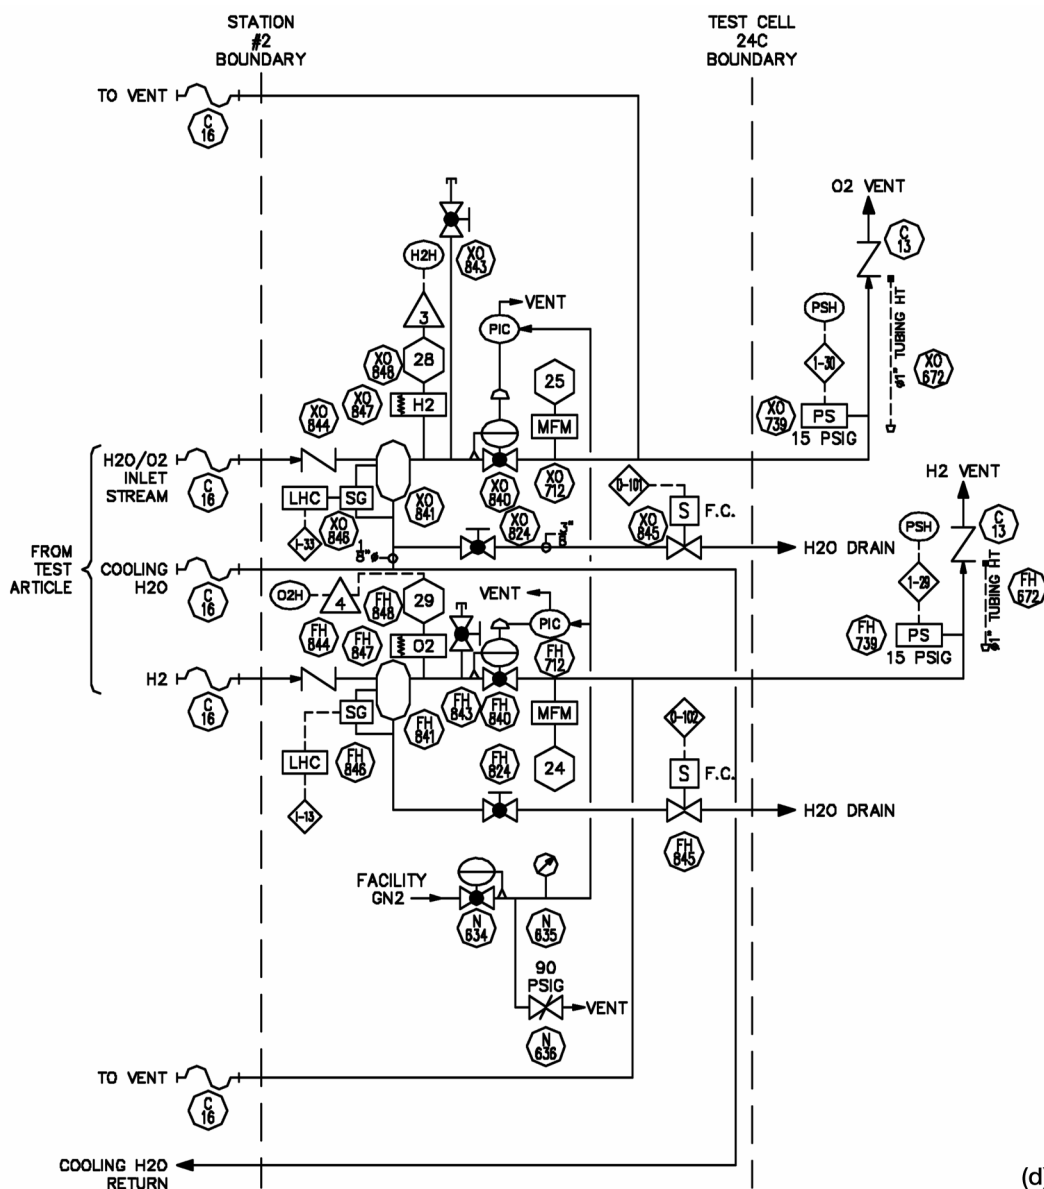 STATION
#2
BOUNDARY
TEST CELL
24C
BOUNDARY
TO VENT
C
16
O2 VENT
C
13
H2H
XO
843
3
VENT
PIC
PSH
ø1" TUBING HT
XO
672
XO
848
28
25
1-30
XO
847
H2
XO
844
MFM
XO
739
PS
15 PSIG
H2O/O2
INLET
STREAM
C
16
LHC
SG
XO
841
XO
840
XO
712
0-101
H2 VENT
XO
846
XO
824
XO
845
S
F.C.
PSH
C
13
I-33
H2O DRAIN
FROM
TEST
ARTICLE
COOLING
H2O
C
16
1-29
FH
672
ø1" TUBING HT
O2H
4
FH
848
29
VENT
PIC
FH
844
FH
847
O2
FH
712
FH
739
PS
15 PSIG
H2
C
16
SG
FH
841
FH
843
FH
840
MFM
0-102
LHC
FH
846
FH
824
24
S
F.C.
I-13
H2O DRAIN
FH
845
FACILITY
GN2
N
634
N
635
90
PSIG
VENT
N
636
TO VENT
C
16
COOLING H2O
RETURN
(d)